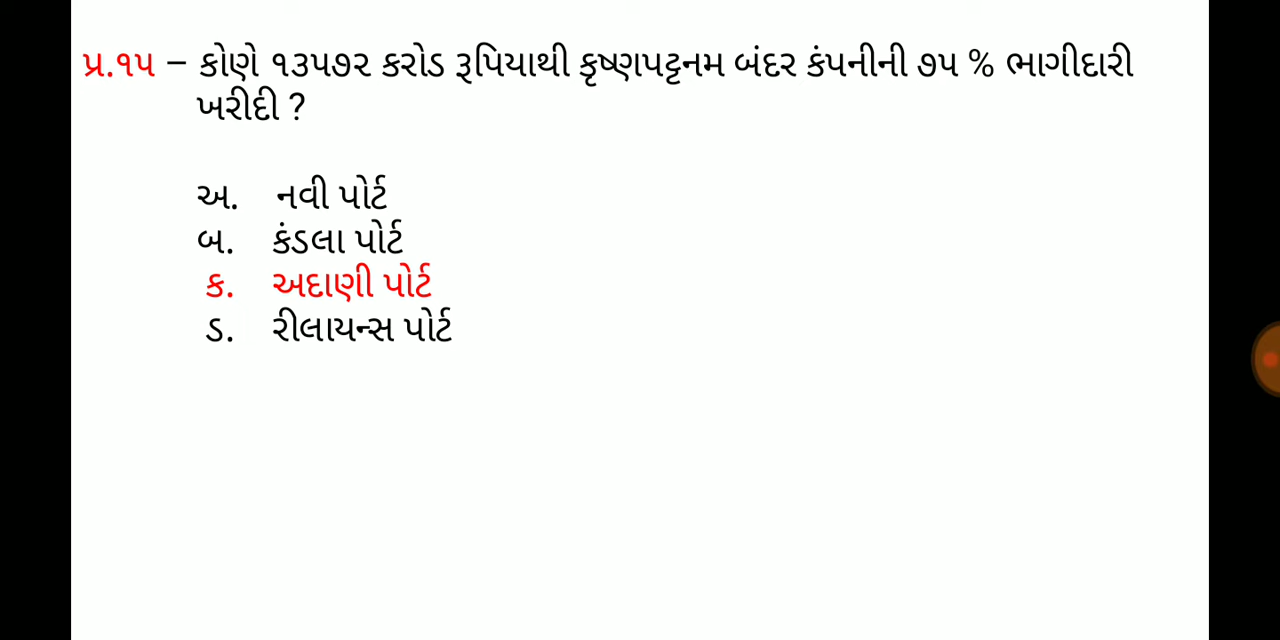 પ્ર.૧૫ – કોણે ૧૩૫૭૨ કરોડ રૂપિયાથી કૃષ્ણપટ્ટનમ બંદર કંપનીની ૭૫ % ભાગીદારી
ખરીદી ?
અ. નવી પોર્ટ
બ. કંડલા પોર્ટ
ક. અદાણી પોર્ટ
ડ. રીલાયન્સ પોર્ટ